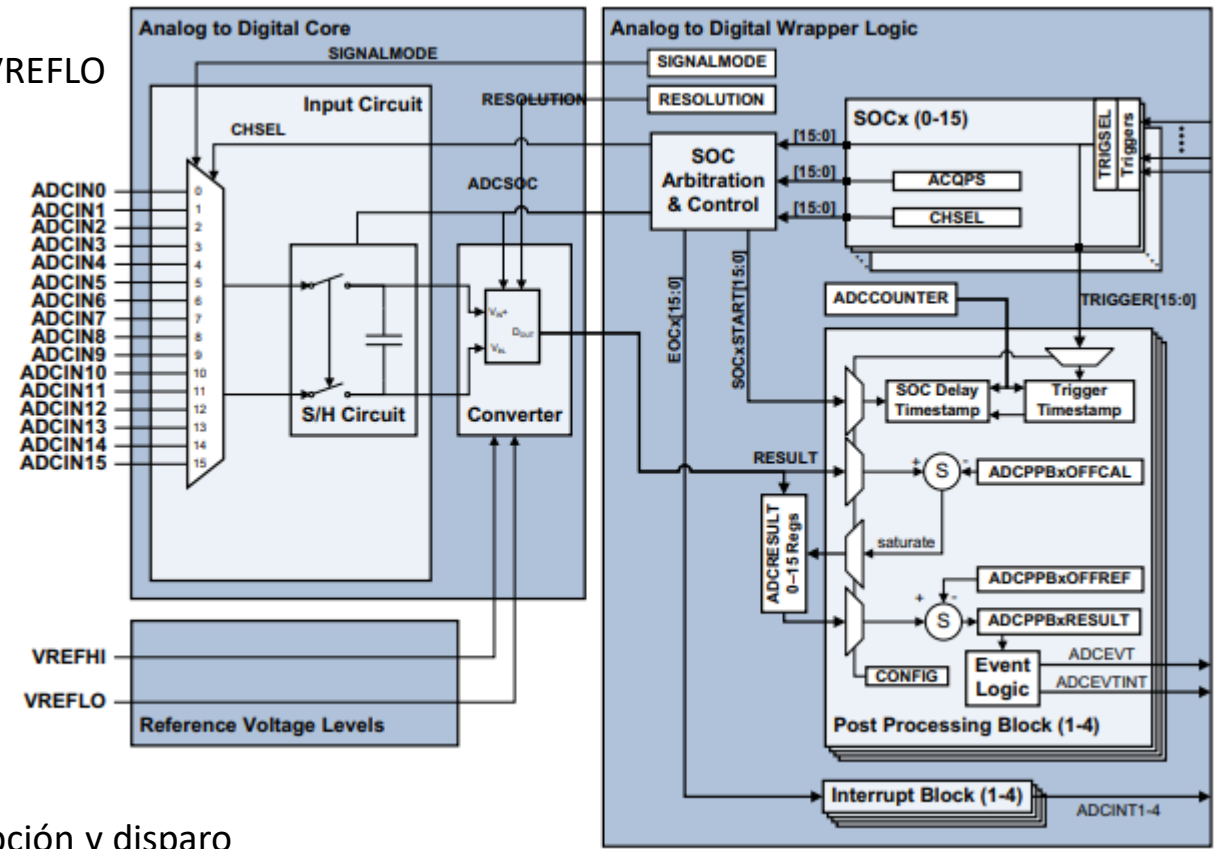 /REFLO
Analog to Digital Core
SIGNALMODE
Input Circuit
CHSEL
RESOLUTION
ADCSOC
ADCIN0
ADCIN1
ADCIN2
ADCIN3
ADCIN4
ADCIN5
ADCIN6
ADCIN7
ADCIN8
ADCIN9
ADCIN10
ADCIN11
ADCIN12
ADCIN13
ADCIN14
ADCIN15
0
1
2
3
4
5
6
7
8
9
10
11
12
13
14
15
S/H Circuit
VIN+
DOUT
VIN-
Converter
VREFHI
VREFLO
Reference Voltage Levels
Analog to Digital Wrapper Logic
SIGNALMODE
RESOLUTION
SOC
Arbitration
& Control
[15:0]
[15:0]
[15:0]
SOCx (0-15)
ACQPS
CHSEL
TRIGSEL
Triggers
EOCx[15:0]
SOCxSTART[15:0]
ADCCOUNTER
TRIGGER[15:0]
SOC Delay
Timestamp
Trigger
Timestamp
RESULT
+
S
-
ADCPPBxOFFCAL
ADCRESULT
0–15 Regs
saturate
ADCPPBxOFFREF
+
-
S
ADCPPBxRESULT
CONFIG
Event
Logic
ADCEVT
ADCEVTINT
Post Processing Block (1-4)
Interrupt Block (1-4)
ADCINT1-4
pción y disparo